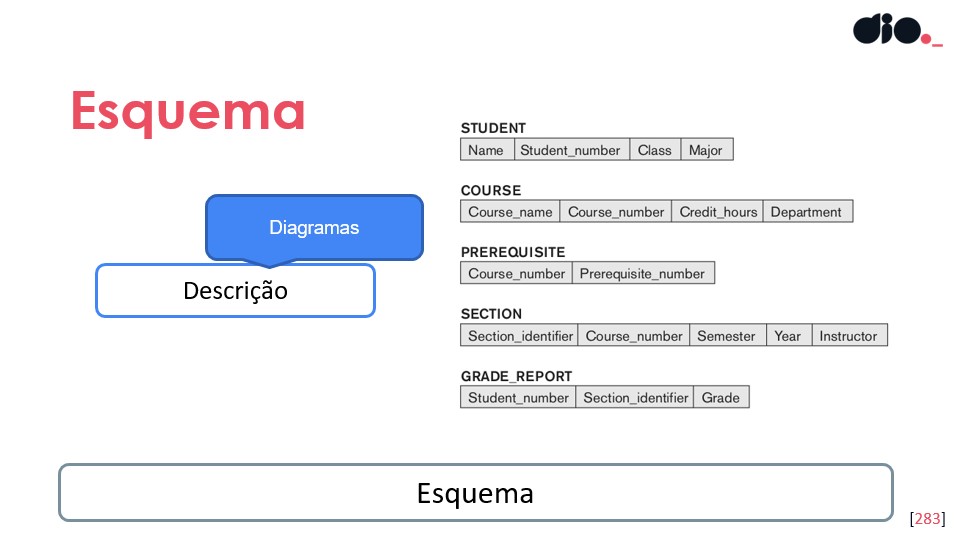 dio._
Esquema
Diagramas
Descrição
STUDENT
Name Student_number Class Major
COURSE
Course_name Course_number Credit_hours Department
PREREQUISITE
Course_number Prerequisite_number
SECTION
Section_identifier Course_number Semester Year Instructor
GRADE_REPORT
Student_number Section_identifier Grade
Esquema
[283]